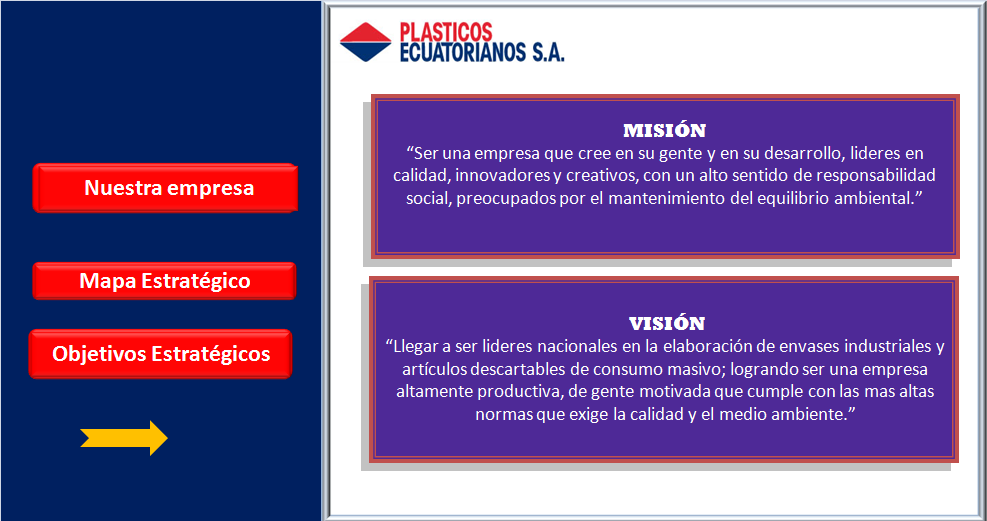 PLASTICOS
ECUATORIANOS S.A.
Nuestra empresa
Mapa Estratégico
Objetivos Estratégicos
MISIÓN
“Ser una empresa que cree en su gente y en su desarrollo, lideres en
calidad, innovadores y creativos, con un alto sentido de responsabilidad
social, preocupados por el mantenimiento del equilibrio ambiental.”
VISIÓN
“Llegar a ser lideres nacionales en la elaboración de envases industriales y
artículos descartables de consumo masivo; logrando ser una empresa
altamente productiva, de gente motivada que cumple con las mas altas
normas que exige la calidad y el medio ambiente.”